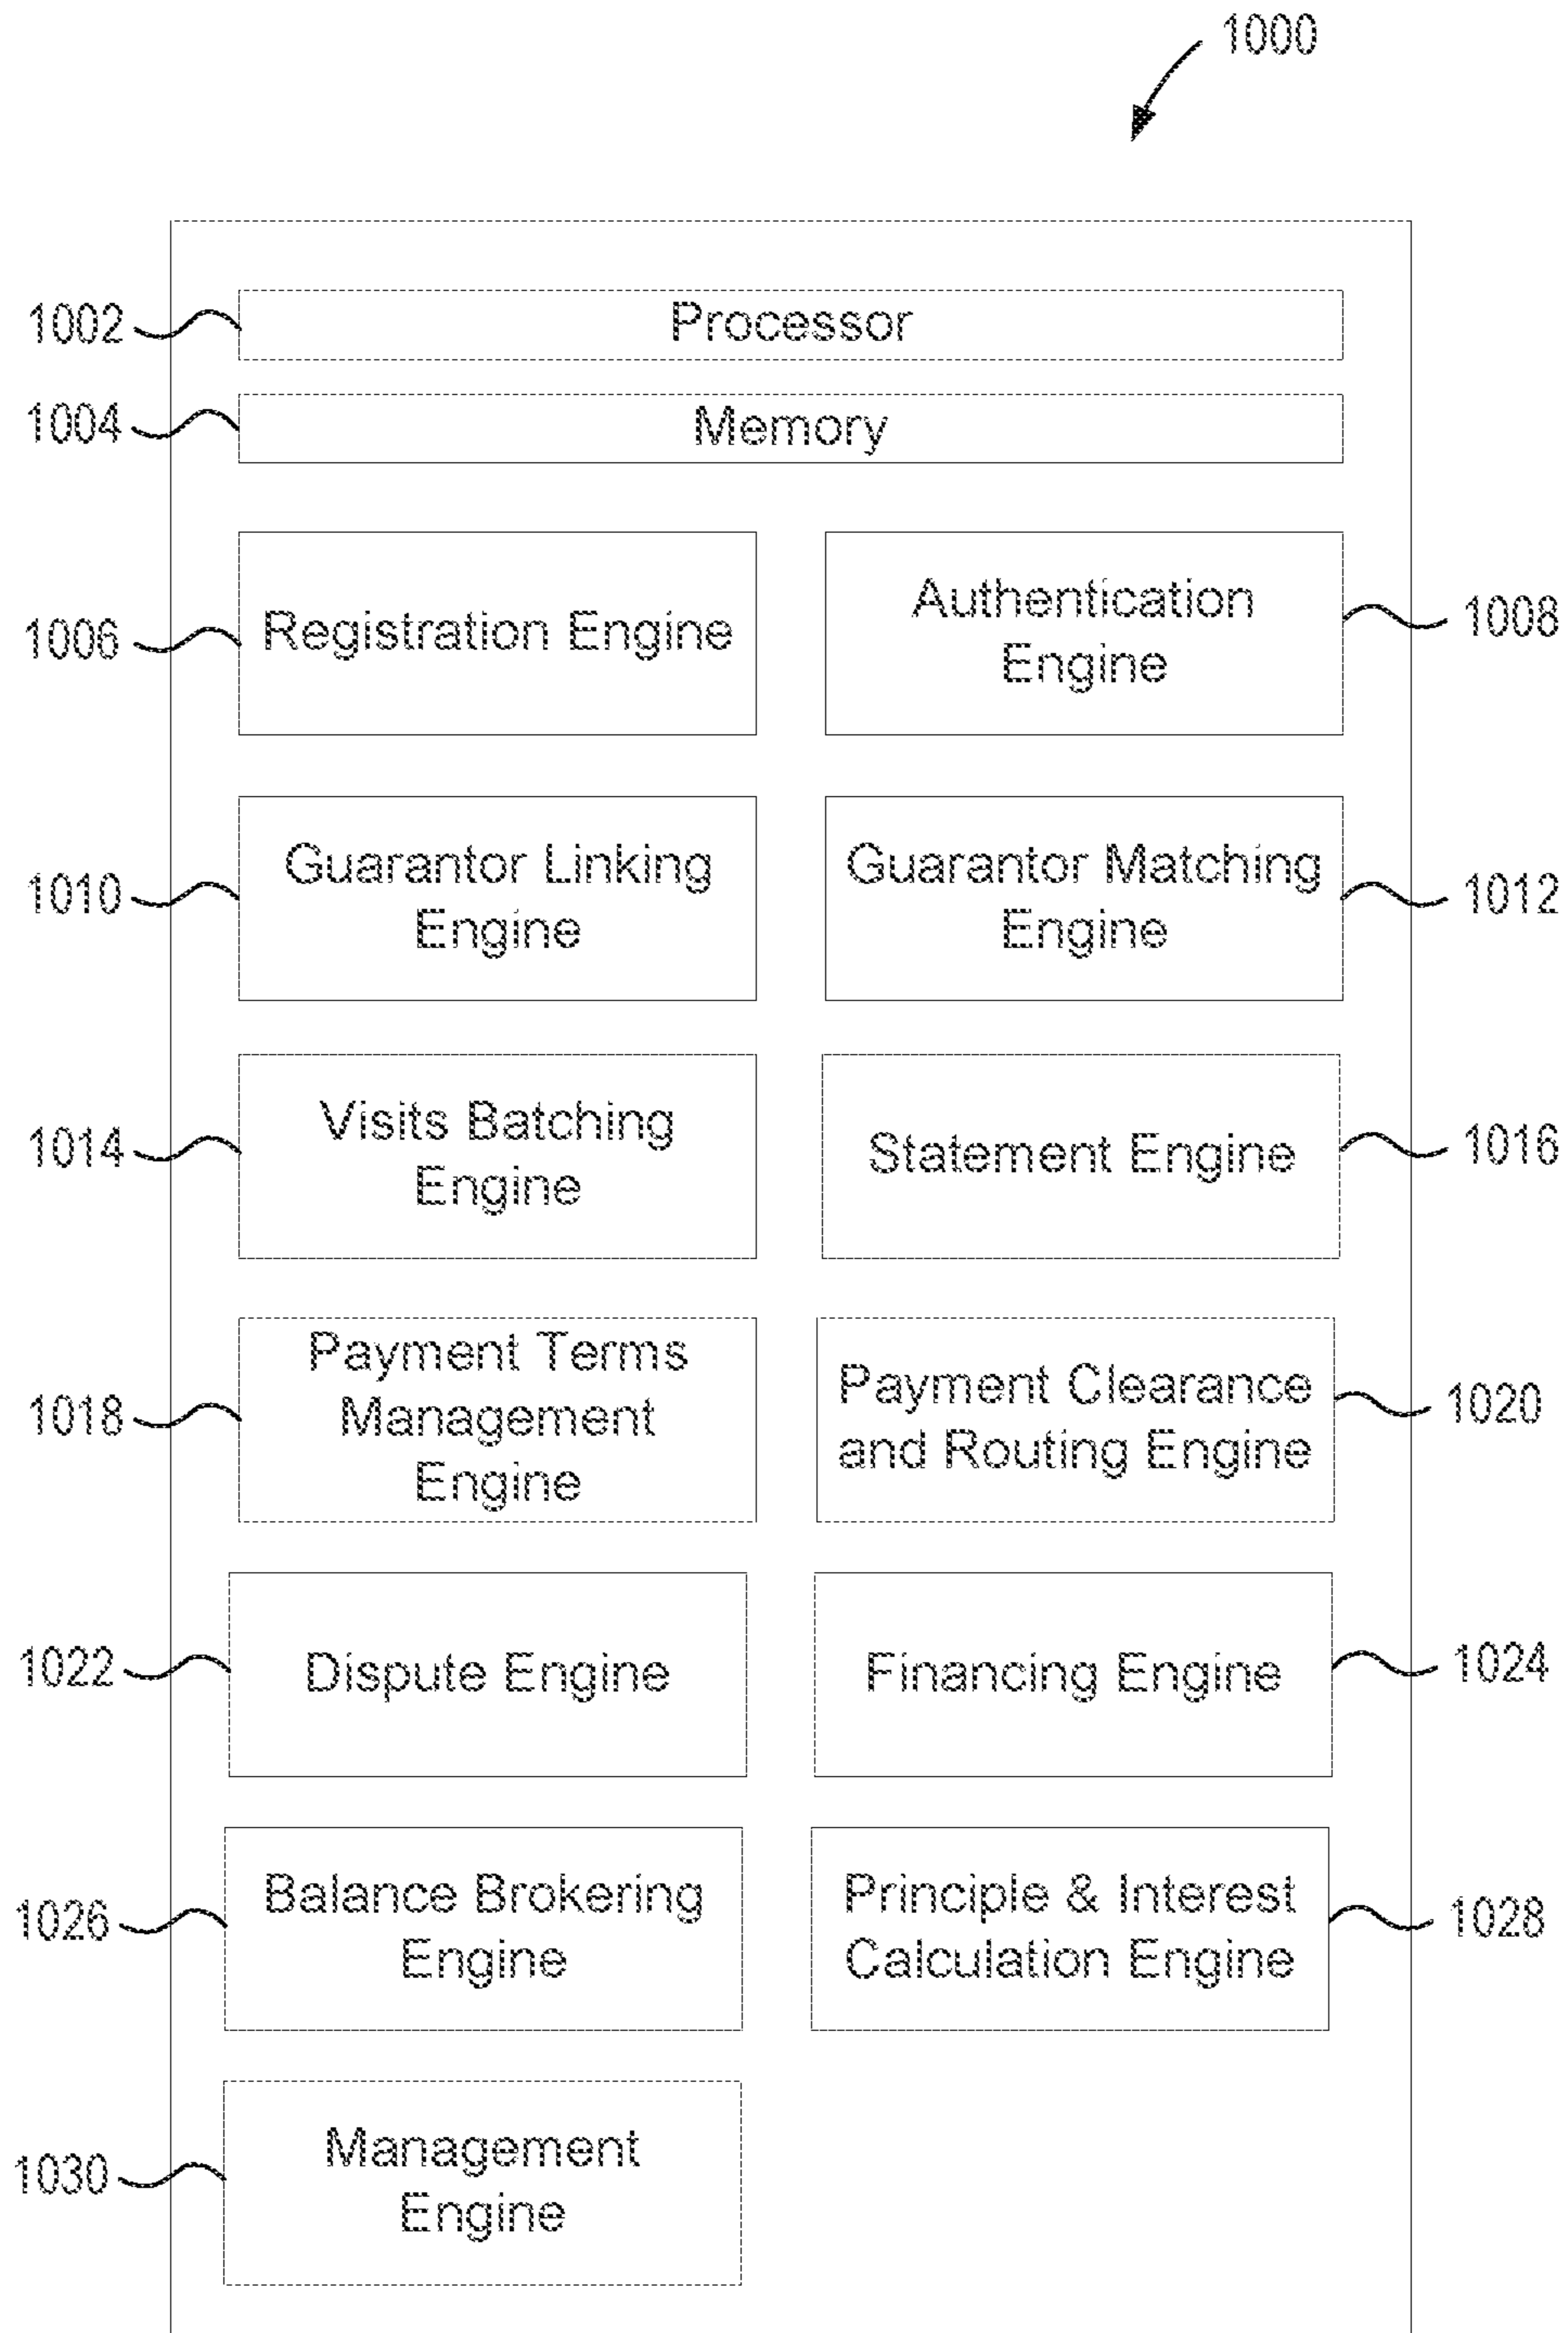 1000
1002
Processor
1004
Memory
1006
Registration Engine
Authentication
Engine
1008
1010
Guarantor Linking
Engine
Guarantor Matching
Engine
1012
1014
Visits Batching
Engine
Statement Engine
1016
1018
Payment Terms
Management
Engine
Payment Clearance
and Routing Engine
1020
1022
Dispute Engine
Financing Engine
1024
1026
Balance Brokering
Engine
Principle & Interest
Calculation Engine
1028
1030
Management
Engine